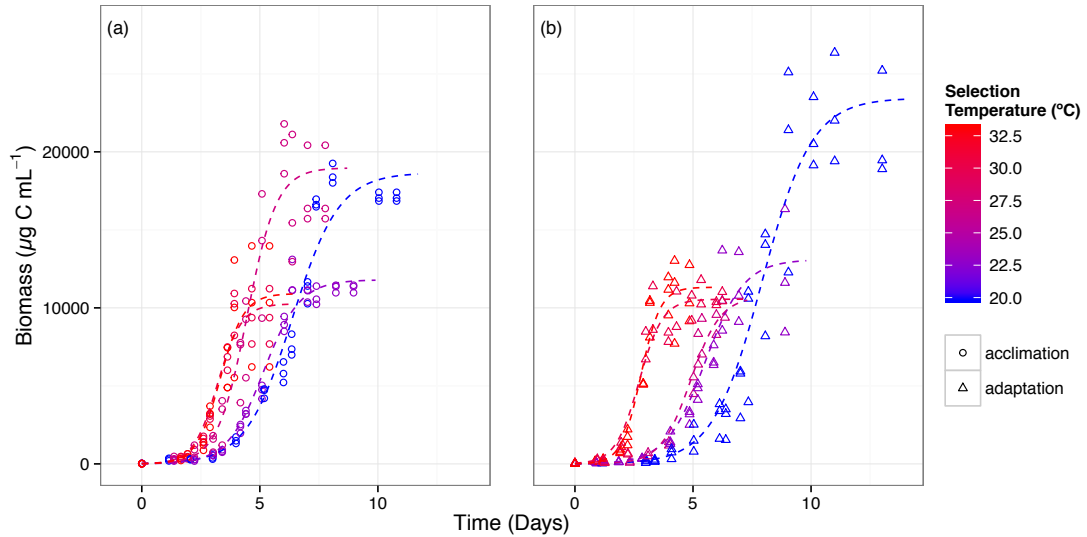 (a)
(b)
Biomass (µg C mL⁻¹)
20000
10000
0
0
5
10
0
5
10
Time (Days)
Selection
Temperature (ºC)
32.5
30.0
27.5
25.0
22.5
20.0
acclimation
adaptation